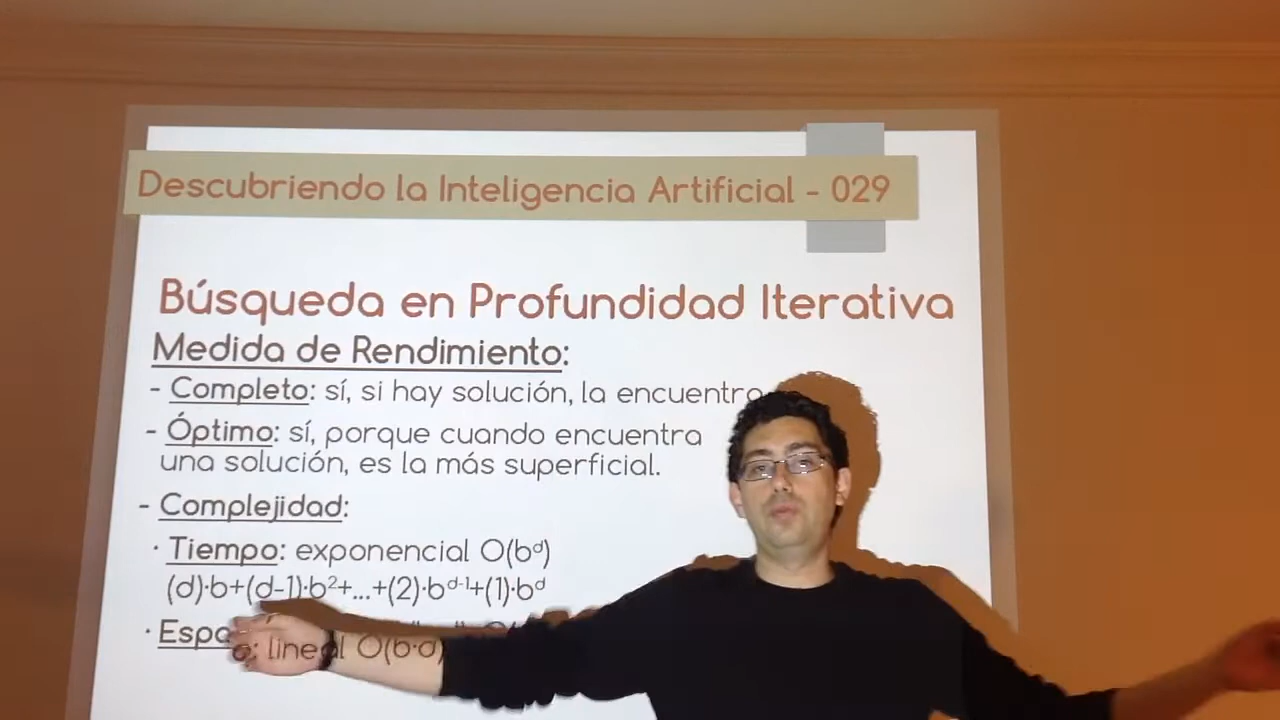 Descubriendo la Inteligencia Artificial - 029
Búsqueda en Profundidad Iterativa
Medida de Rendimiento:
- Completo: sí, si hay solución, la encuentra
- Óptimo: sí, porque cuando encuentra
una solución, es la más superficial.
- Complejidad:
· Tiempo: exponencial O(bᵈ)
(d)·b+(d-1)·b²+...+(2)·bᵈ⁻¹+(1)·bᵈ
· lineal O(b·d)